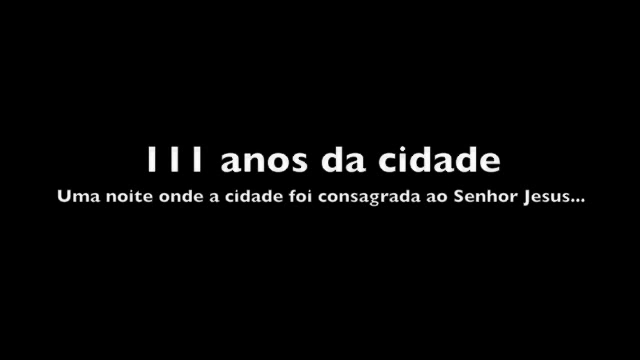 111 anos da cidade
Uma noite onde a cidade foi consagrada ao Senhor Jesus...